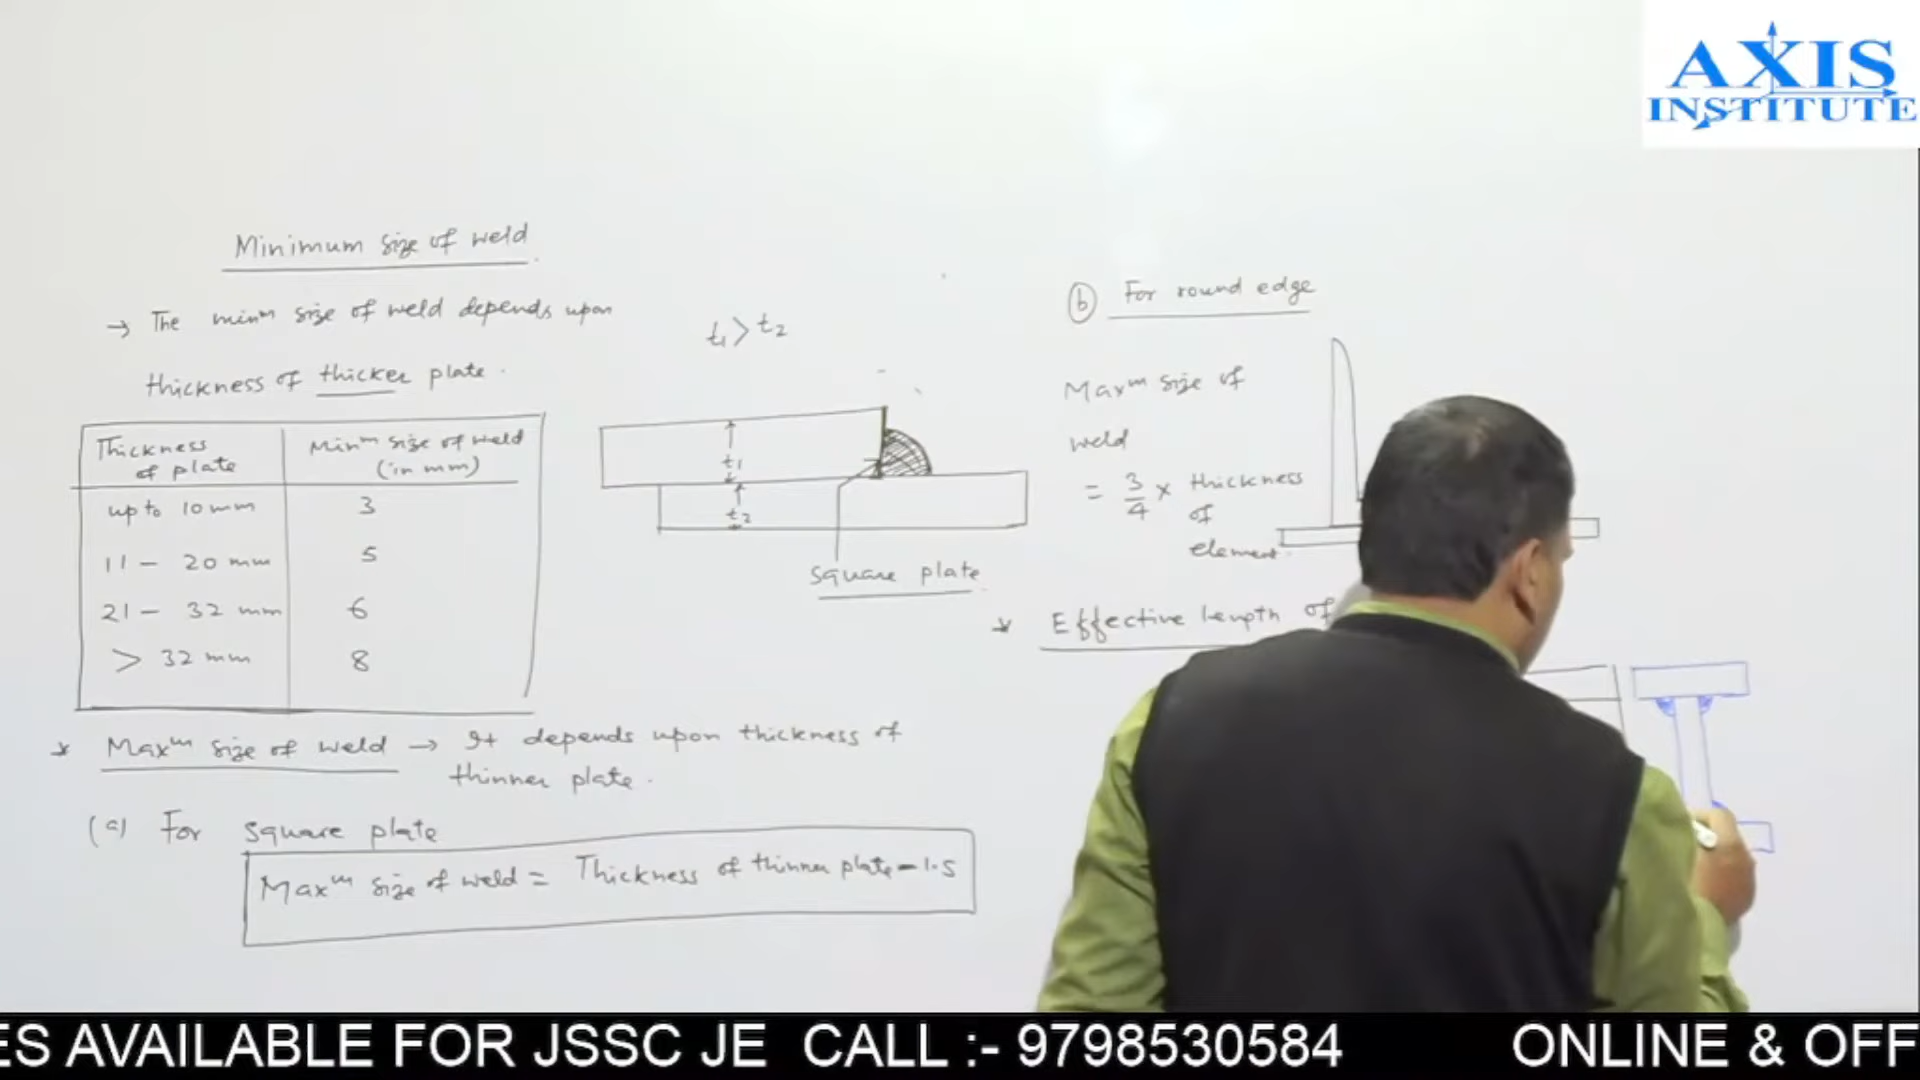 AXIS
INSTITUTE
Minimum size of weld
→ The minᵐ size of weld depends upon
thickness of thicker plate.
Thickness of plate | Minᵐ size of weld (in mm)
up to 10 mm | 3
11 - 20 mm | 5
21 - 32 mm | 6
> 32 mm | 8
* Maxᵐ size of weld → It depends upon thickness of
thinner plate.
(a) For square plate
Maxᵐ size of weld = Thickness of thinner plate - 1.5
t₁ > t₂
t₁
t₂
square plate
(b) For round edge
Maxᵐ size of
weld
= 3/4 × thickness
of
element.
* Effective length of
ES AVAILABLE FOR JSSC JE CALL :- 9798530584 ONLINE & OFF